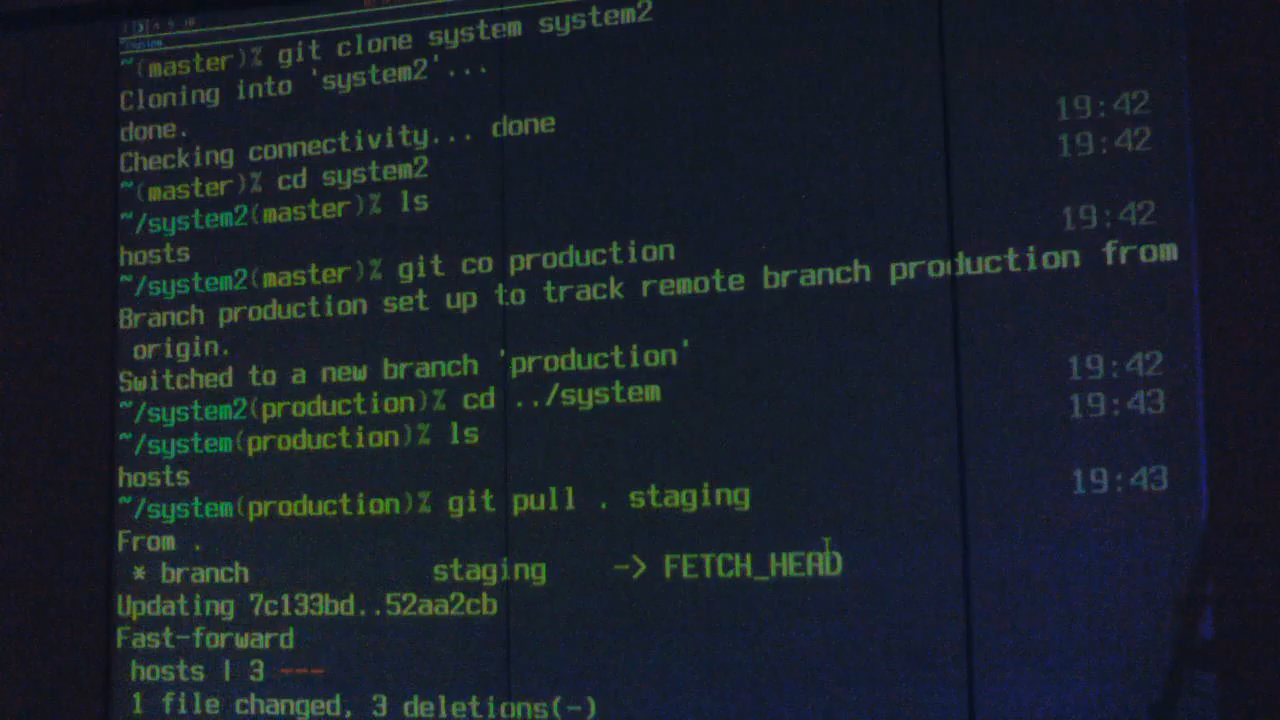 ~(master)% git clone system system2
Cloning into 'system2'...
done.
Checking connectivity... done
~(master)% cd system2 19:42
~/system2(master)% ls 19:42
hosts
~/system2(master)% git co production 19:42
Branch production set up to track remote branch production from
origin.
Switched to a new branch 'production'
~/system2(production)% cd ../system 19:42
~/system(production)% ls 19:43
hosts
~/system(production)% git pull . staging 19:43
From .
* branch staging -> FETCH_HEAD
Updating 7c133bd..52aa2cb
Fast-forward
hosts | 3 ---
1 file changed, 3 deletions(-)